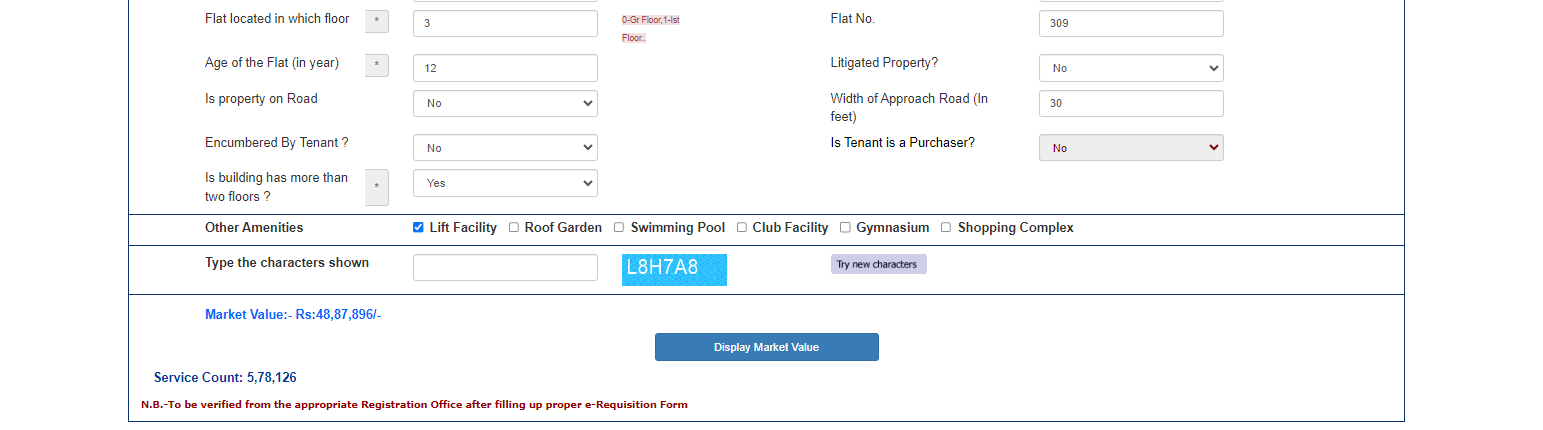 Flat located in which floor * 3 0-Gr Floor,1-Ist Floor.. Flat No. 309
Age of the Flat (in year) * 12 Litigated Property? No
Is property on Road No Width of Approach Road (In feet) 30
Encumbered By Tenant ? No Is Tenant is a Purchaser? No
Is building has more than two floors ? * Yes
Other Amenities Lift Facility Roof Garden Swimming Pool Club Facility Gymnasium Shopping Complex
Type the characters shown L8H7A8 Try new characters
Market Value:- Rs:48,87,896/-
Display Market Value
Service Count: 5,78,126
N.B.-To be verified from the appropriate Registration Office after filling up proper e-Requisition Form